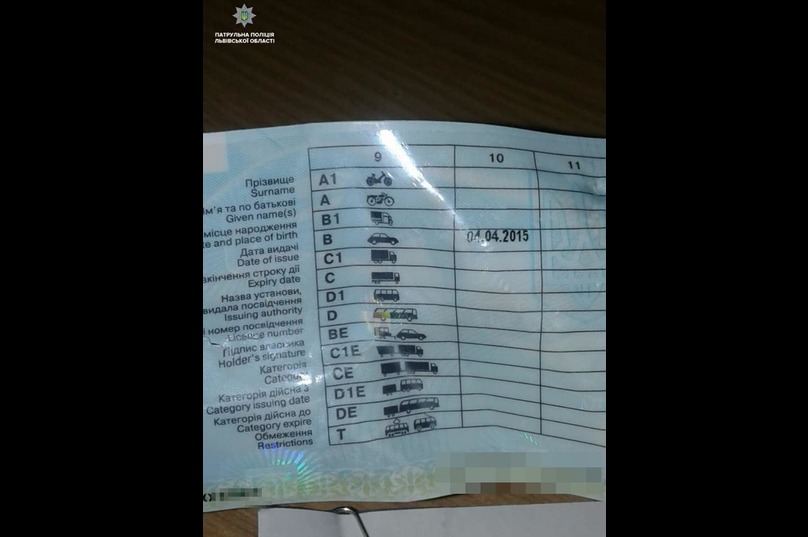 ПАТРУЛЬНА ПОЛІЦІЯ
ЛЬВІВСЬКОЇ ОБЛАСТІ
9 10 11
Прізвище
Surname
Ім'я та по батькові
Given name(s)
місце народження
and place of birth
Дата видачі
Date of issue
закінчення строку дії
Expiry date
Назва установи,
видала посвідчення
Issuing authority
номер посвідчення
License number
Підпис власника
Holder's signature
Категорія
Category
Категорія дійсна з
Category issuing date
Категорія дійсна до
Category expire
Обмеження
Restrictions
A1
A
B1
B 04.04.2015
C1
C
D1
D
BE
C1E
CE
D1E
DE
T